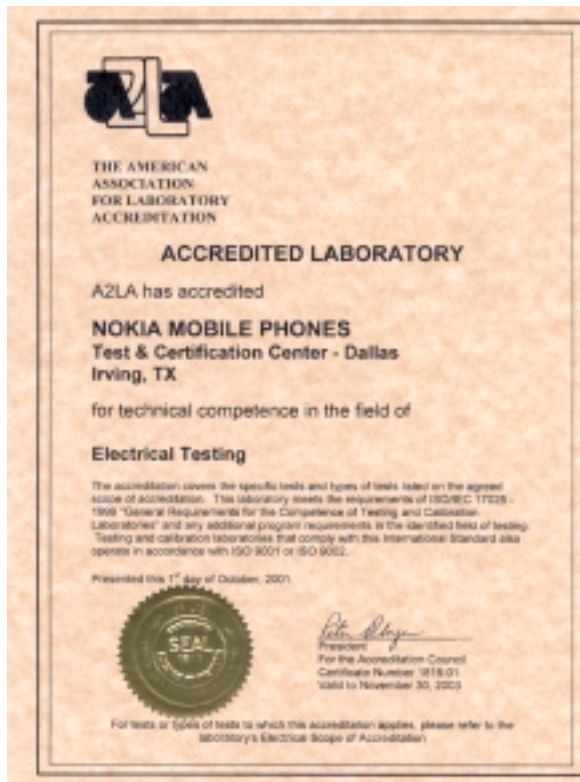 A2LA
THE AMERICAN
ASSOCIATION
FOR LABORATORY
ACCREDITATION
ACCREDITED LABORATORY
A2LA has accredited
NOKIA MOBILE PHONES
Test & Certification Center - Dallas
Irving, TX
for technical competence in the field of
Electrical Testing
The accreditation covers the specific tests and types of tests listed on the agreed
scope of accreditation. This laboratory meets the requirements of ISO/IEC 17025 -
1999 "General Requirements for the Competence of Testing and Calibration
Laboratories" and any additional program requirements in the identified field of testing.
Testing and calibration laboratories that comply with this International Standard also
operate in accordance with ISO 9001 or ISO 9002.
Presented this 1st day of October, 2001.
SEAL
President
For the Accreditation Council
Certificate Number 1819.01
Valid to November 30, 2003
For tests or types of tests to which this accreditation applies, please refer to the
laboratory's Electrical Scope of Accreditation